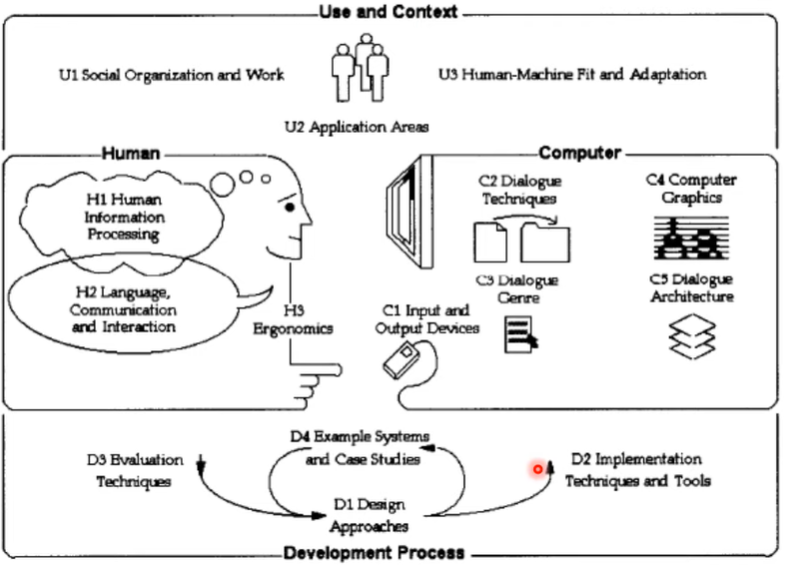 Use and Context
U1 Social Organization and Work
U3 Human-Machine Fit and Adaptation
U2 Application Areas
Human
H1 Human
Information
Processing
H2 Language,
Communication
and Interaction
H3
Ergonomics
Computer
C2 Dialogue
Techniques
C4 Computer
Graphics
C3 Dialogue
Genre
C5 Dialogue
Architecture
C1 Input and
Output Devices
D4 Example Systems
and Case Studies
D3 Evaluation
Techniques
D2 Implementation
Techniques and Tools
D1 Design
Approaches
Development Process